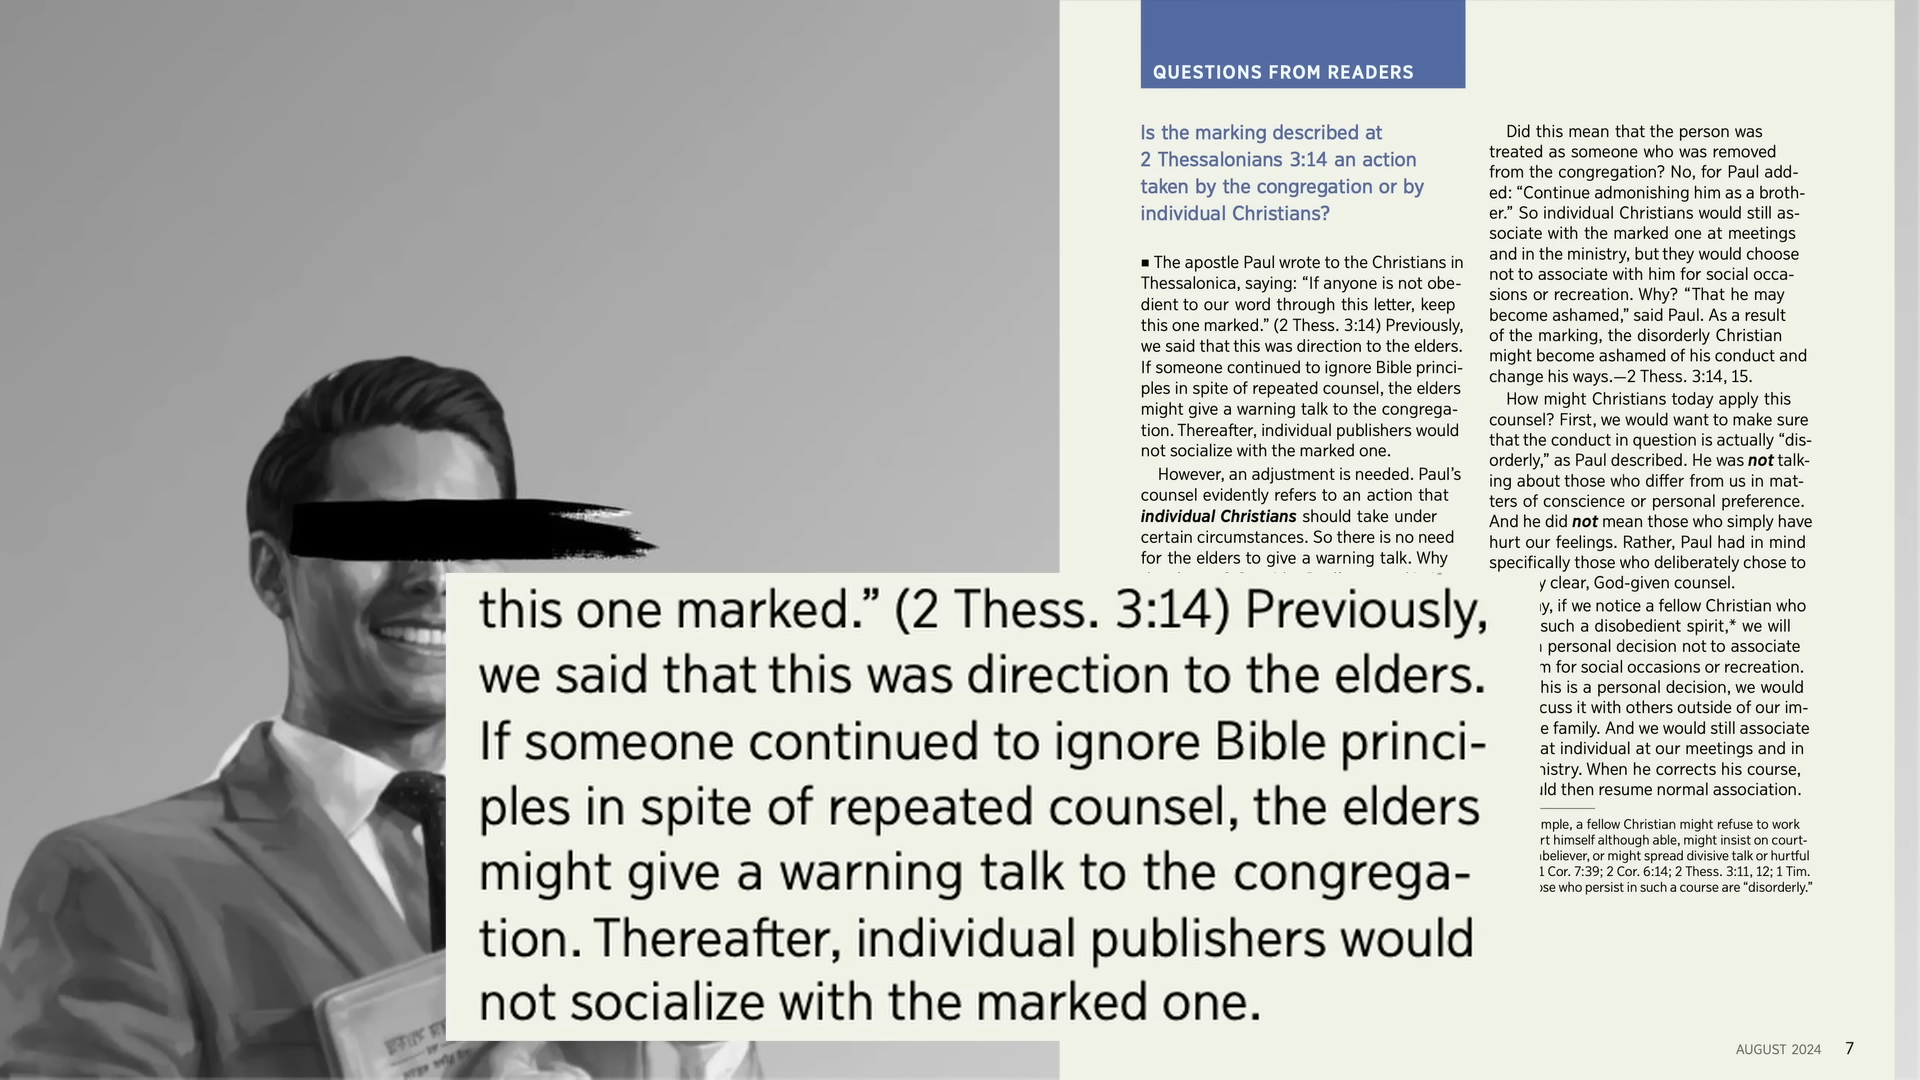 QUESTIONS FROM READERS
Is the marking described at
2 Thessalonians 3:14 an action
taken by the congregation or by
individual Christians?
■ The apostle Paul wrote to the Christians in
Thessalonica, saying: “If anyone is not obe-
dient to our word through this letter, keep
this one marked.” (2 Thess. 3:14) Previously,
we said that this was direction to the elders.
If someone continued to ignore Bible princi-
ples in spite of repeated counsel, the elders
might give a warning talk to the congrega-
tion. Thereafter, individual publishers would
not socialize with the marked one.
However, an adjustment is needed. Paul’s
counsel evidently refers to an action that
individual Christians should take under
certain circumstances. So there is no need
for the elders to give a warning talk. Why
Did this mean that the person was
treated as someone who was removed
from the congregation? No, for Paul add-
ed: “Continue admonishing him as a broth-
er.” So individual Christians would still as-
sociate with the marked one at meetings
and in the ministry, but they would choose
not to associate with him for social occa-
sions or recreation. Why? “That he may
become ashamed,” said Paul. As a result
of the marking, the disorderly Christian
might become ashamed of his conduct and
change his ways.—2 Thess. 3:14, 15.
How might Christians today apply this
counsel? First, we would want to make sure
that the conduct in question is actually “dis-
orderly,” as Paul described. He was not talk-
ing about those who differ from us in mat-
ters of conscience or personal preference.
And he did not mean those who simply have
hurt our feelings. Rather, Paul had in mind
specifically those who deliberately chose to
y clear, God-given counsel.
y, if we notice a fellow Christian who
such a disobedient spirit,* we will
personal decision not to associate
m for social occasions or recreation.
his is a personal decision, we would
cuss it with others outside of our im-
e family. And we would still associate
at individual at our meetings and in
nistry. When he corrects his course,
uld then resume normal association.
mple, a fellow Christian might refuse to work
rt himself although able, might insist on court-
believer, or might spread divisive talk or hurtful
1 Cor. 7:39; 2 Cor. 6:14; 2 Thess. 3:11, 12; 1 Tim.
ose who persist in such a course are “disorderly.”
this one marked.” (2 Thess. 3:14) Previously,
we said that this was direction to the elders.
If someone continued to ignore Bible princi-
ples in spite of repeated counsel, the elders
might give a warning talk to the congrega-
tion. Thereafter, individual publishers would
not socialize with the marked one.
AUGUST 2024 7